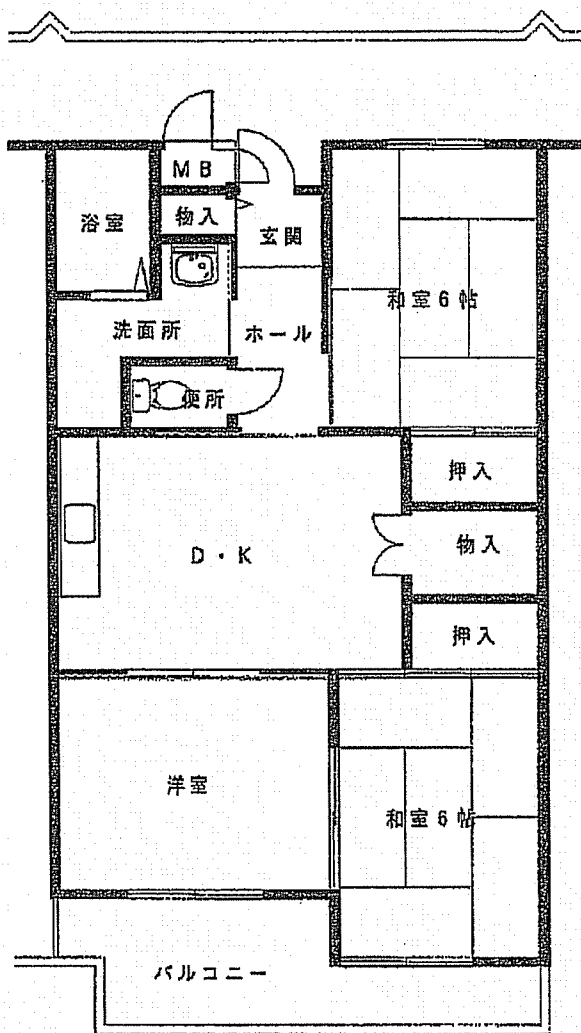 MB
浴室
物入
玄関
和室6帖
洗面所
ホール
便所
押入
D・K
物入
押入
洋室
和室6帖
バルコニー